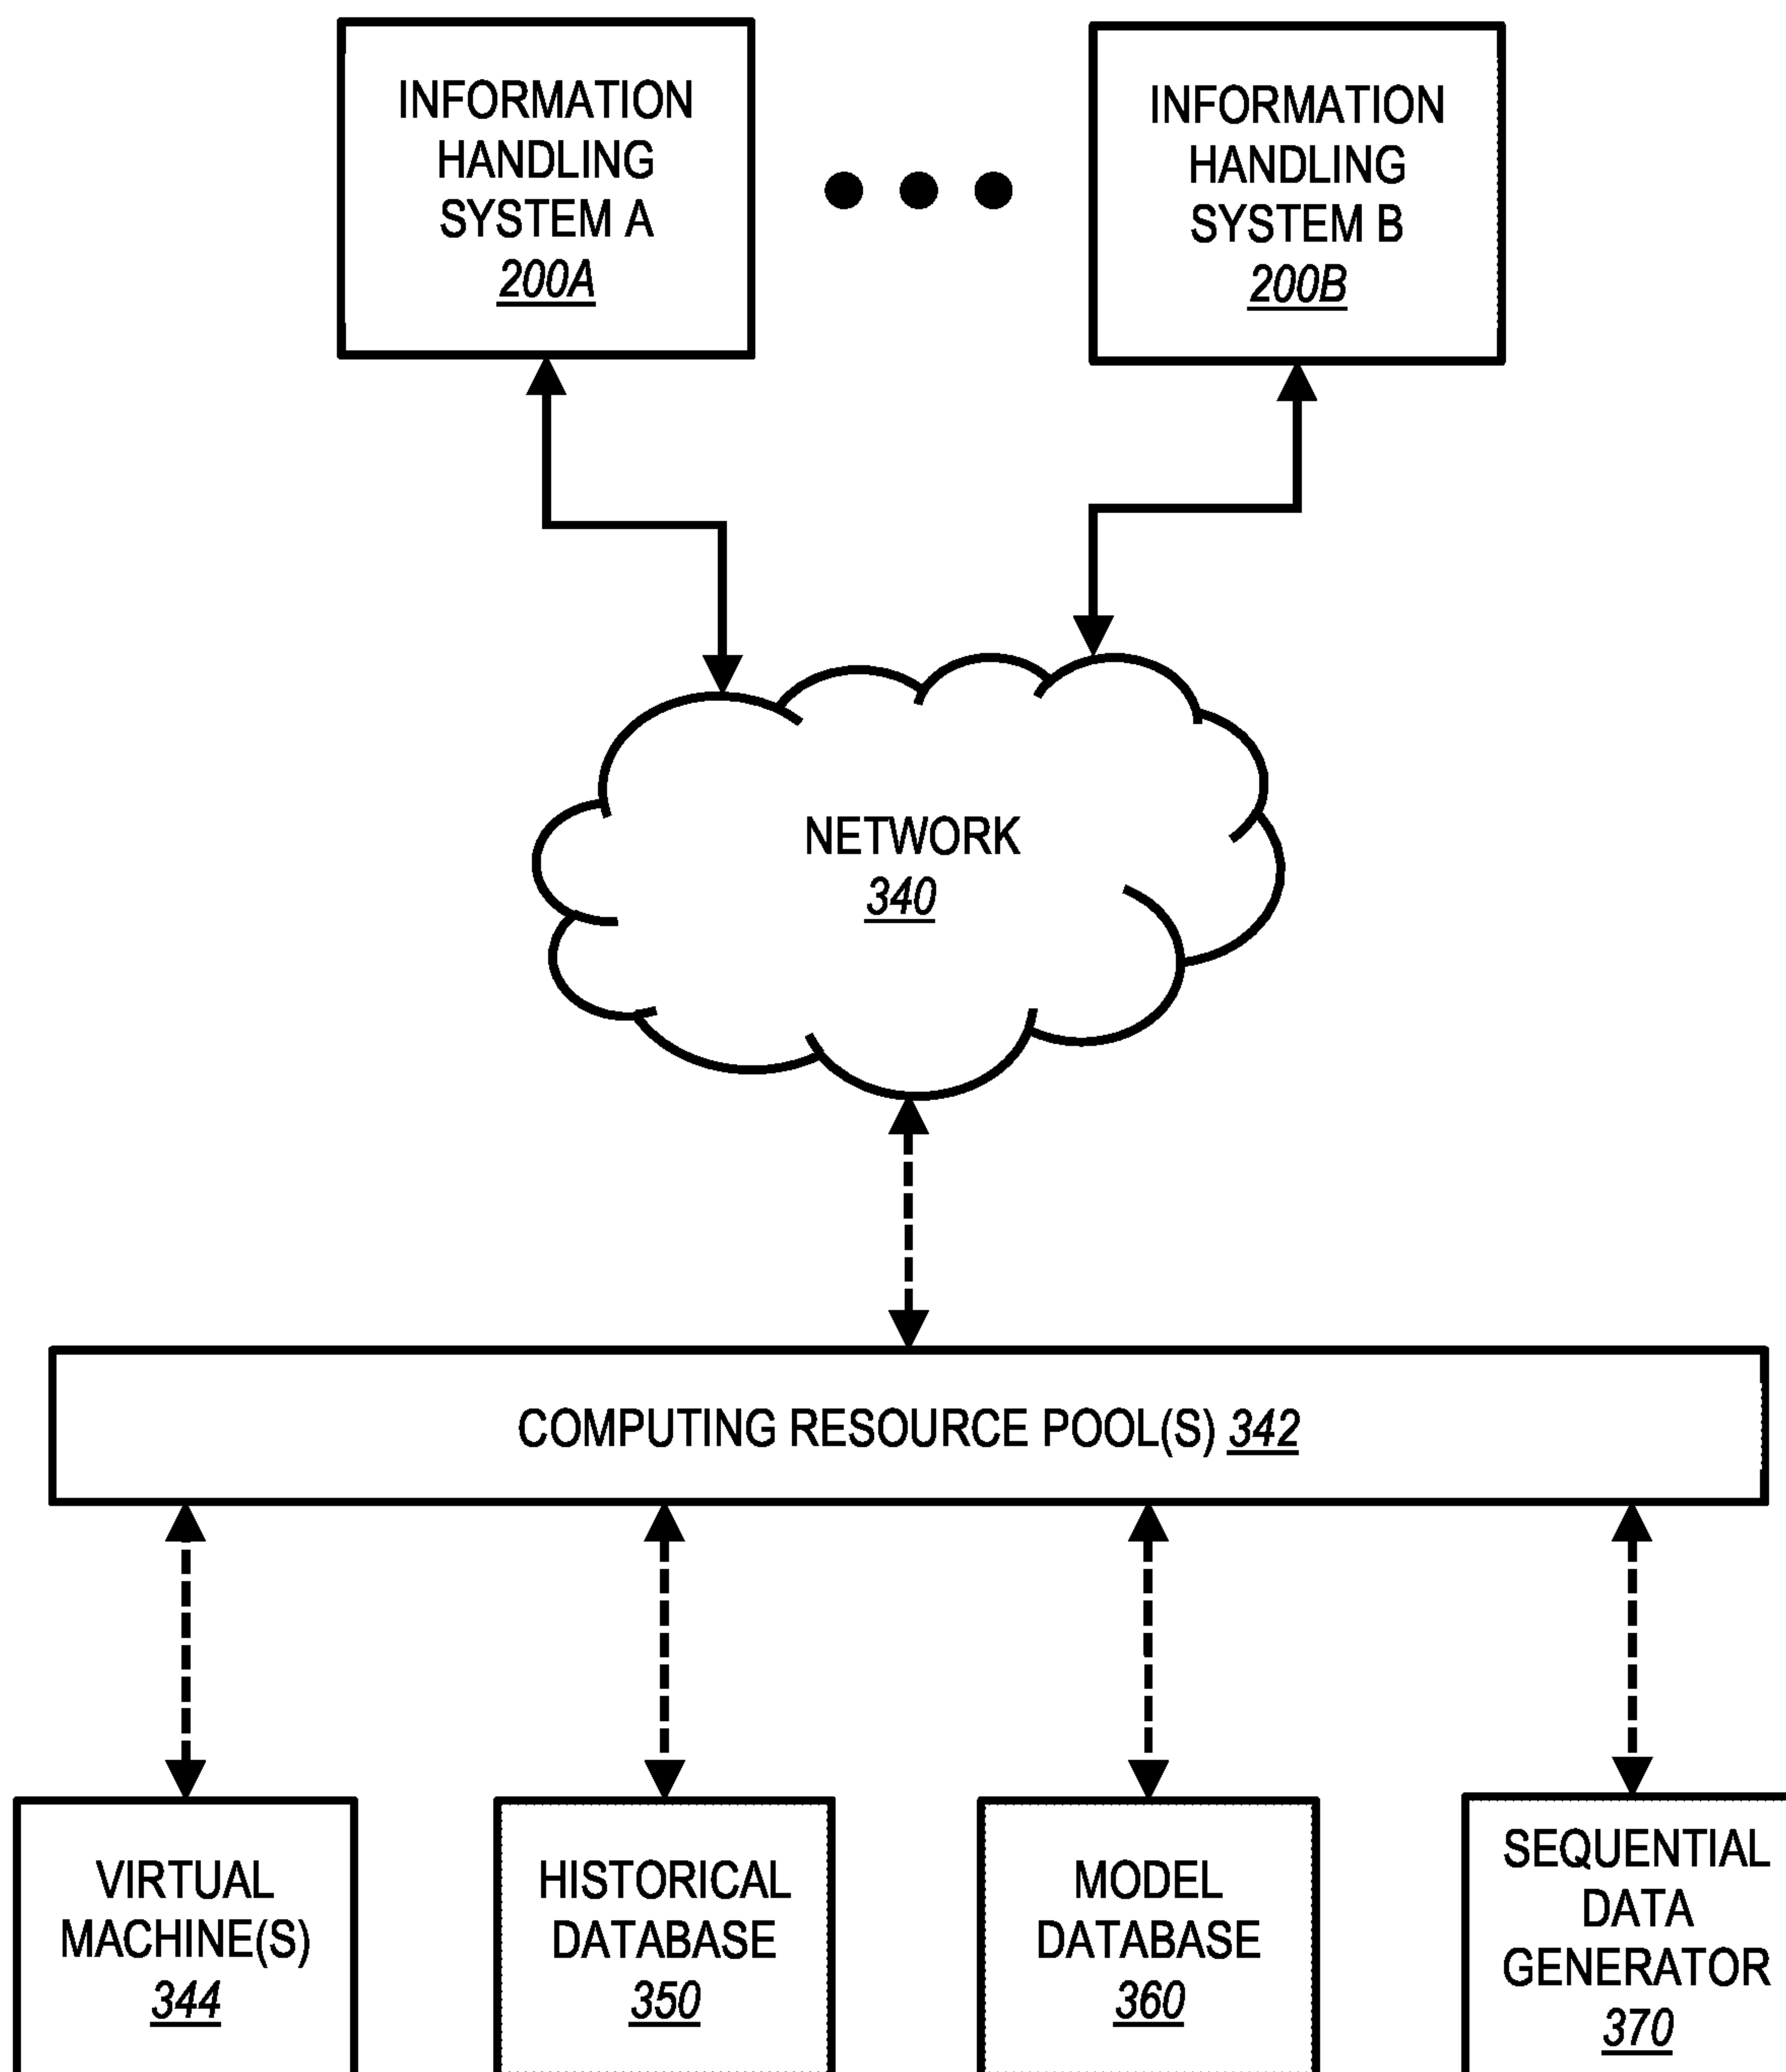 INFORMATION
HANDLING
SYSTEM A
200A
INFORMATION
HANDLING
SYSTEM B
200B
NETWORK
340
COMPUTING RESOURCE POOL(S) 342
VIRTUAL
MACHINE(S)
344
HISTORICAL
DATABASE
350
MODEL
DATABASE
360
SEQUENTIAL
DATA
GENERATOR
370